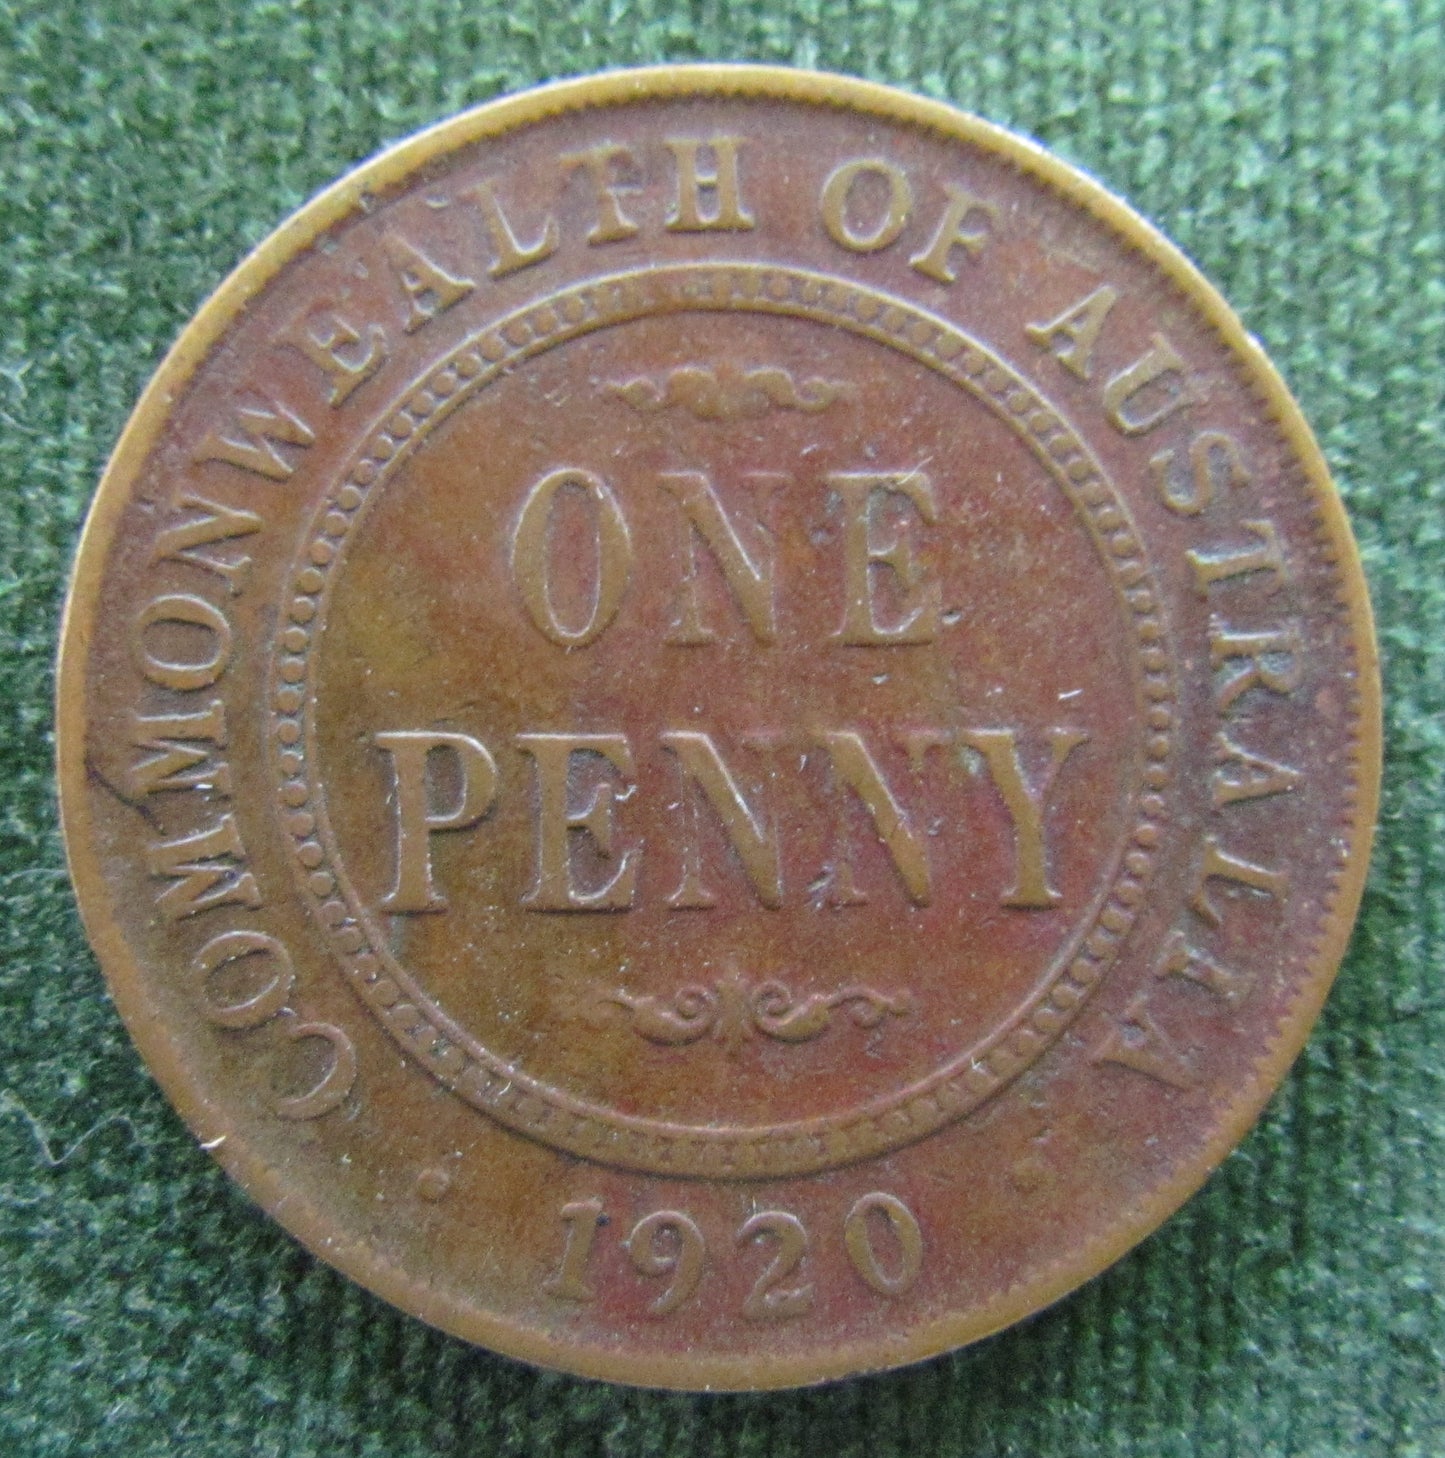 COMMONWEALTH OF AUSTRALIA
ONE
PENNY
1920